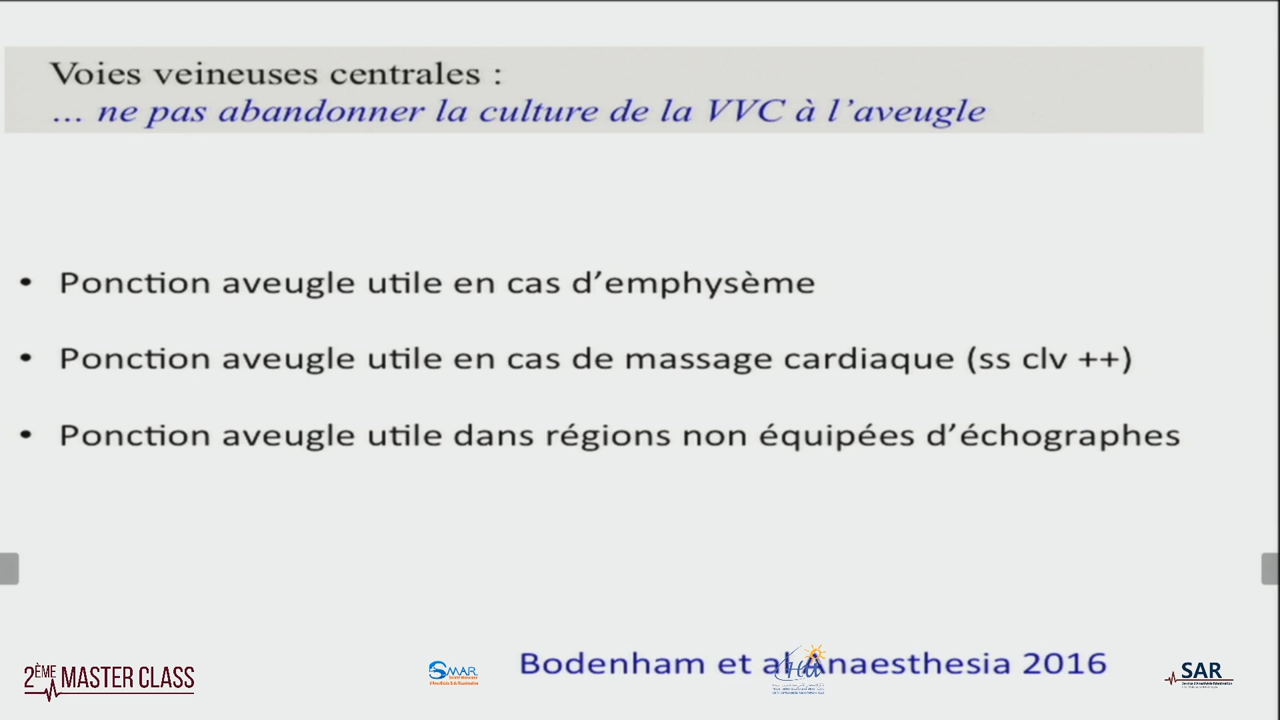 Voies veineuses centrales :
... ne pas abandonner la culture de la VVC à l’aveugle
• Ponction aveugle utile en cas d’emphysème
• Ponction aveugle utile en cas de massage cardiaque (ss clv ++)
• Ponction aveugle utile dans régions non équipées d’échographes
Bodenham et al Anaesthesia 2016
2ÈME MASTER CLASS
SMAR
SAR